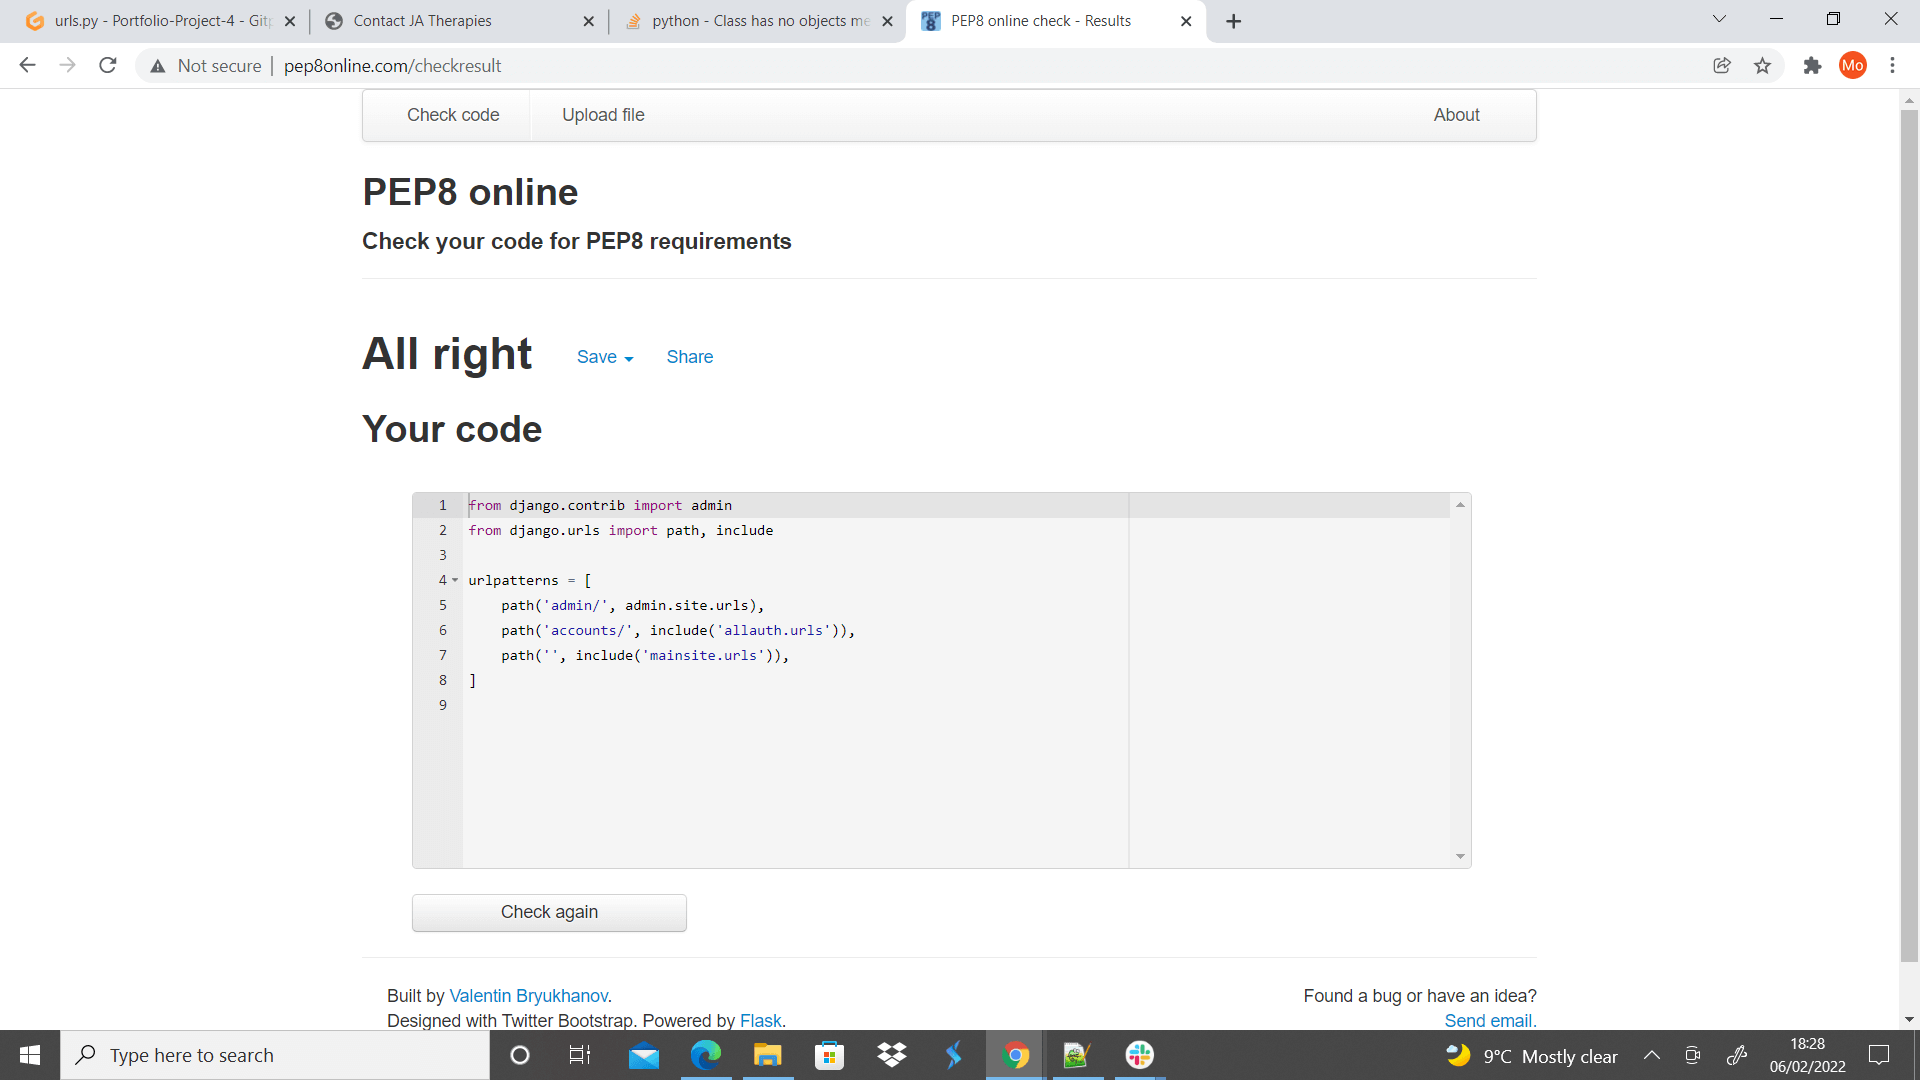 urls.py - Portfolio-Project-4 - Gitp
Contact JA Therapies
python - Class has no objects me
PEP8 online check - Results
Not secure
pep8online.com/checkresult
Mo
Check code
Upload file
About
PEP8 online
Check your code for PEP8 requirements
All right
Save
Share
Your code
1 from django.contrib import admin
2 from django.urls import path, include
3
4 urlpatterns = [
5 path('admin/', admin.site.urls),
6 path('accounts/', include('allauth.urls')),
7 path('', include('mainsite.urls')),
8 ]
9
Check again
Built by Valentin Bryukhanov.
Designed with Twitter Bootstrap. Powered by Flask.
Found a bug or have an idea?
Send email.
Type here to search
9°C Mostly clear
18:28
06/02/2022